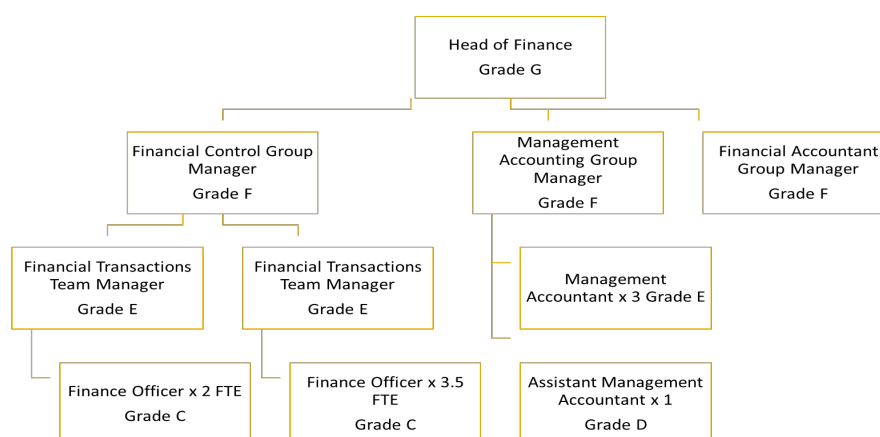 Head of Finance
Grade G
Financial Control Group
Manager
Grade F
Management
Accounting Group
Manager
Grade F
Financial Accountant
Group Manager
Grade F
Financial Transactions
Team Manager
Grade E
Financial Transactions
Team Manager
Grade E
Management
Accountant x 3 Grade E
Finance Officer x 2 FTE
Grade C
Finance Officer x 3.5
FTE
Grade C
Assistant Management
Accountant x 1
Grade D